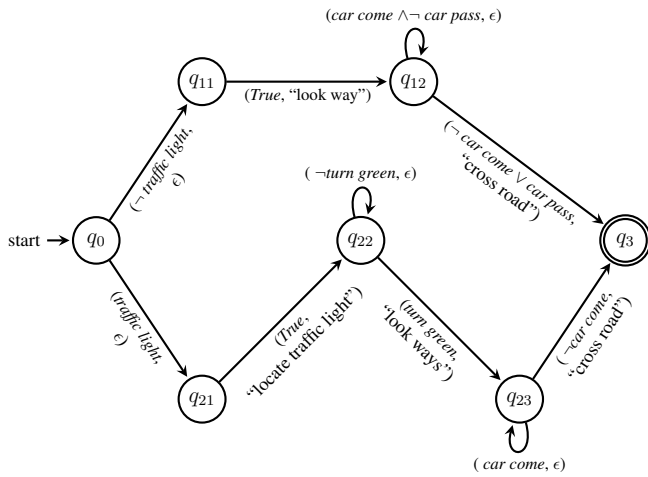 (car come ∧¬ car pass, ϵ)
q11
q12
(True, “look way”)
(¬ traffic light,
ϵ)
(¬ car come ∨ car pass,
“cross road”)
( ¬turn green, ϵ)
start
q0
q22
q3
(traffic light,
ϵ)
(True,
“locate traffic light”)
(turn green,
“look ways”)
(¬car come,
“cross road”)
q21
q23
( car come, ϵ)